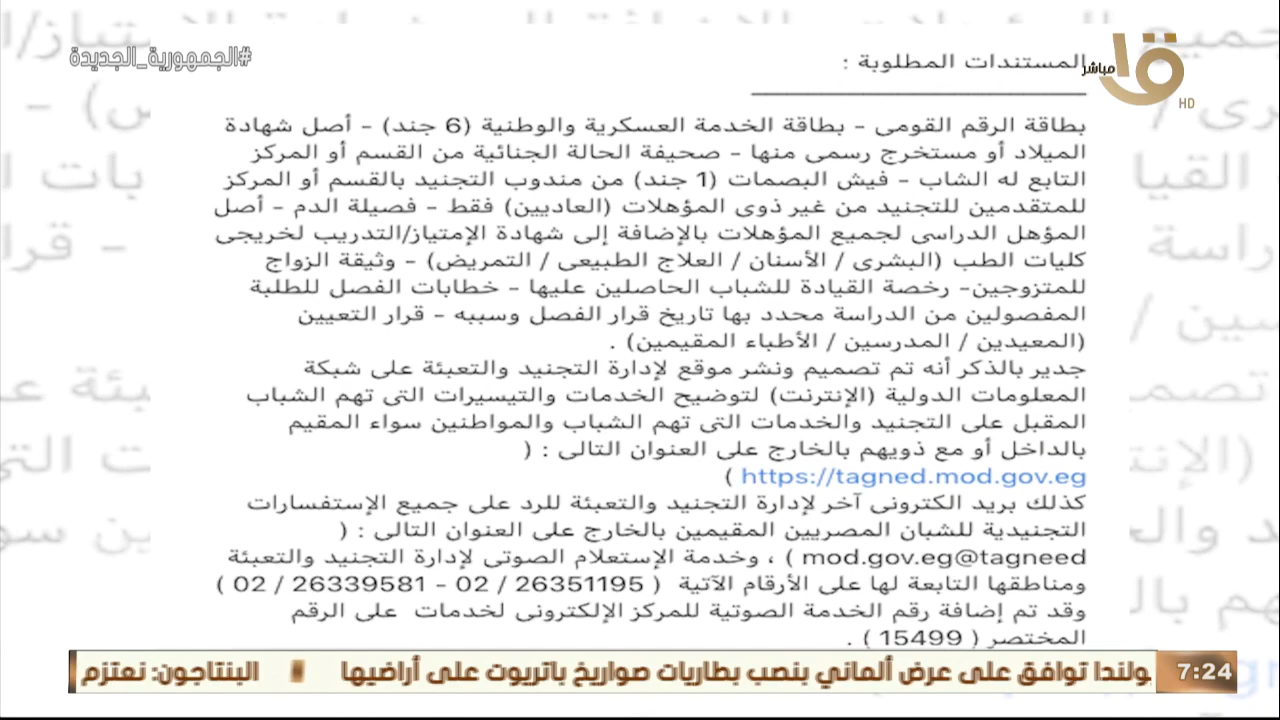 #الجمهورية_الجديدة
مباشر
HD
المستندات المطلوبة :
بطاقة الرقم القومى - بطاقة الخدمة العسكرية والوطنية (6 جند) - أصل شهادة
الميلاد أو مستخرج رسمى منها - صحيفة الحالة الجنائية من القسم أو المركز
التابع له الشاب - فيش البصمات (1 جند) من مندوب التجنيد بالقسم أو المركز
للمتقدمين للتجنيد من غير ذوى المؤهلات (العاديين) فقط - فصيلة الدم - أصل
المؤهل الدراسى لجميع المؤهلات بالإضافة إلى شهادة الإمتياز/التدريب لخريجى
كليات الطب (البشرى / الأسنان / العلاج الطبيعى / التمريض) - وثيقة الزواج
للمتزوجين- رخصة القيادة للشباب الحاصلين عليها - خطابات الفصل للطلبة
المفصولين من الدراسة محدد بها تاريخ قرار الفصل وسببه - قرار التعيين
(المعيدين / المدرسين / الأطباء المقيمين) .
جدير بالذكر أنه تم تصميم ونشر موقع لإدارة التجنيد والتعبئة على شبكة
المعلومات الدولية (الإنترنت) لتوضيح الخدمات والتيسيرات التى تهم الشباب
المقبل على التجنيد والخدمات التى تهم الشباب والمواطنين سواء المقيم
بالداخل أو مع ذويهم بالخارج على العنوان التالى : (
https://tagned.mod.gov.eg )
كذلك بريد الكترونى آخر لإدارة التجنيد والتعبئة للرد على جميع الإستفسارات
التجنيدية للشبان المصريين المقيمين بالخارج على العنوان التالى : (
mod.gov.eg@tagneed ) ، وخدمة الإستعلام الصوتى لإدارة التجنيد والتعبئة
ومناطقها التابعة لها على الأرقام الآتية ( 26351195 / 02 - 26339581 / 02 )
وقد تم إضافة رقم الخدمة الصوتية للمركز الإلكترونى لخدمات على الرقم
المختصر ( 15499 ) .
7:24
ولندا توافق على عرض ألماني بنصب بطاريات صواريخ باتريوت على أراضيها البنتاجون: نعتزم